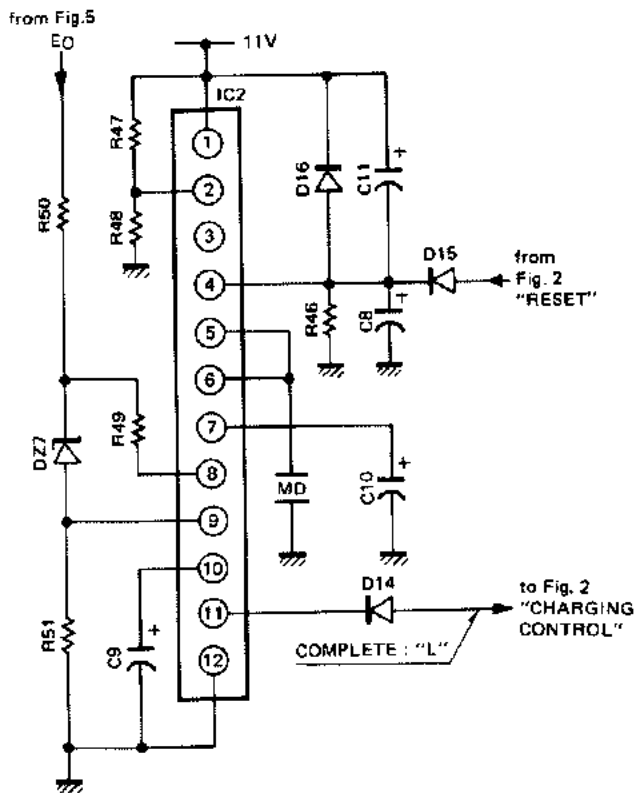 from Fig.5
EO
11V
IC2
R47
1
D16
C11
+
2
R50
R48
3
D15
from
Fig. 2
"RESET"
4
R46
C8
+
5
6
R49
7
DZ7
8
MD
C10
+
9
10
D14
to Fig. 2
"CHARGING
CONTROL"
11
R51
C9
+
COMPLETE : "L"
12